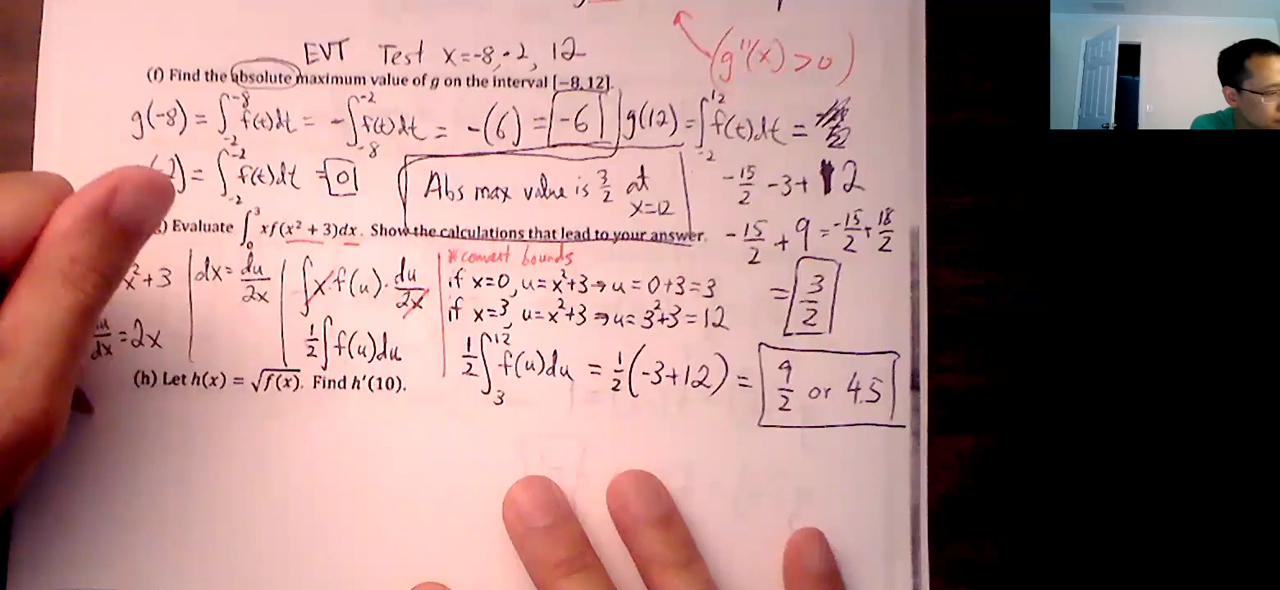 EVT Test x=-8,-2, 12
(g''(x) > 0)
(f) Find the absolute maximum value of g on the interval [−8, 12].
g(-8) = ∫_{-2}^{-8} f(t)dt = -∫_{-8}^{-2} f(t)dt = -(6) = -6
g(12) = ∫_{-2}^{12} f(t)dt =
-15/2 -3+ 12
2) = ∫_{-2}^{-2} f(t)dt = 0
Abs max value is 3/2 at x=12
-15/2 + 9 = -15/2 + 18/2
= 3/2
) Evaluate ∫_0^3 xf(x² + 3)dx. Show the calculations that lead to your answer.
x²+3
du/dx = 2x
dx = du/2x
∫x·f(u)·du/2x
1/2 ∫f(u)du
*convert bounds
if x=0, u=x²+3 → u= 0+3=3
if x=3, u=x²+3 → u=3²+3=12
1/2 ∫_3^{12} f(u)du = 1/2(-3+12) = 9/2 or 4.5
(h) Let h(x) = √f(x). Find h′(10).